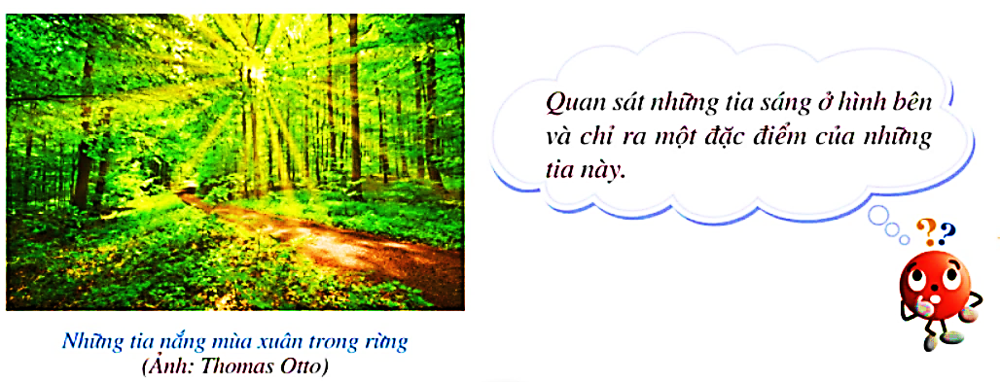 Quan sát những tia sáng ở hình bên
và chỉ ra một đặc điểm của những
tia này.
??
Những tia nắng mùa xuân trong rừng
(Ảnh: Thomas Otto)